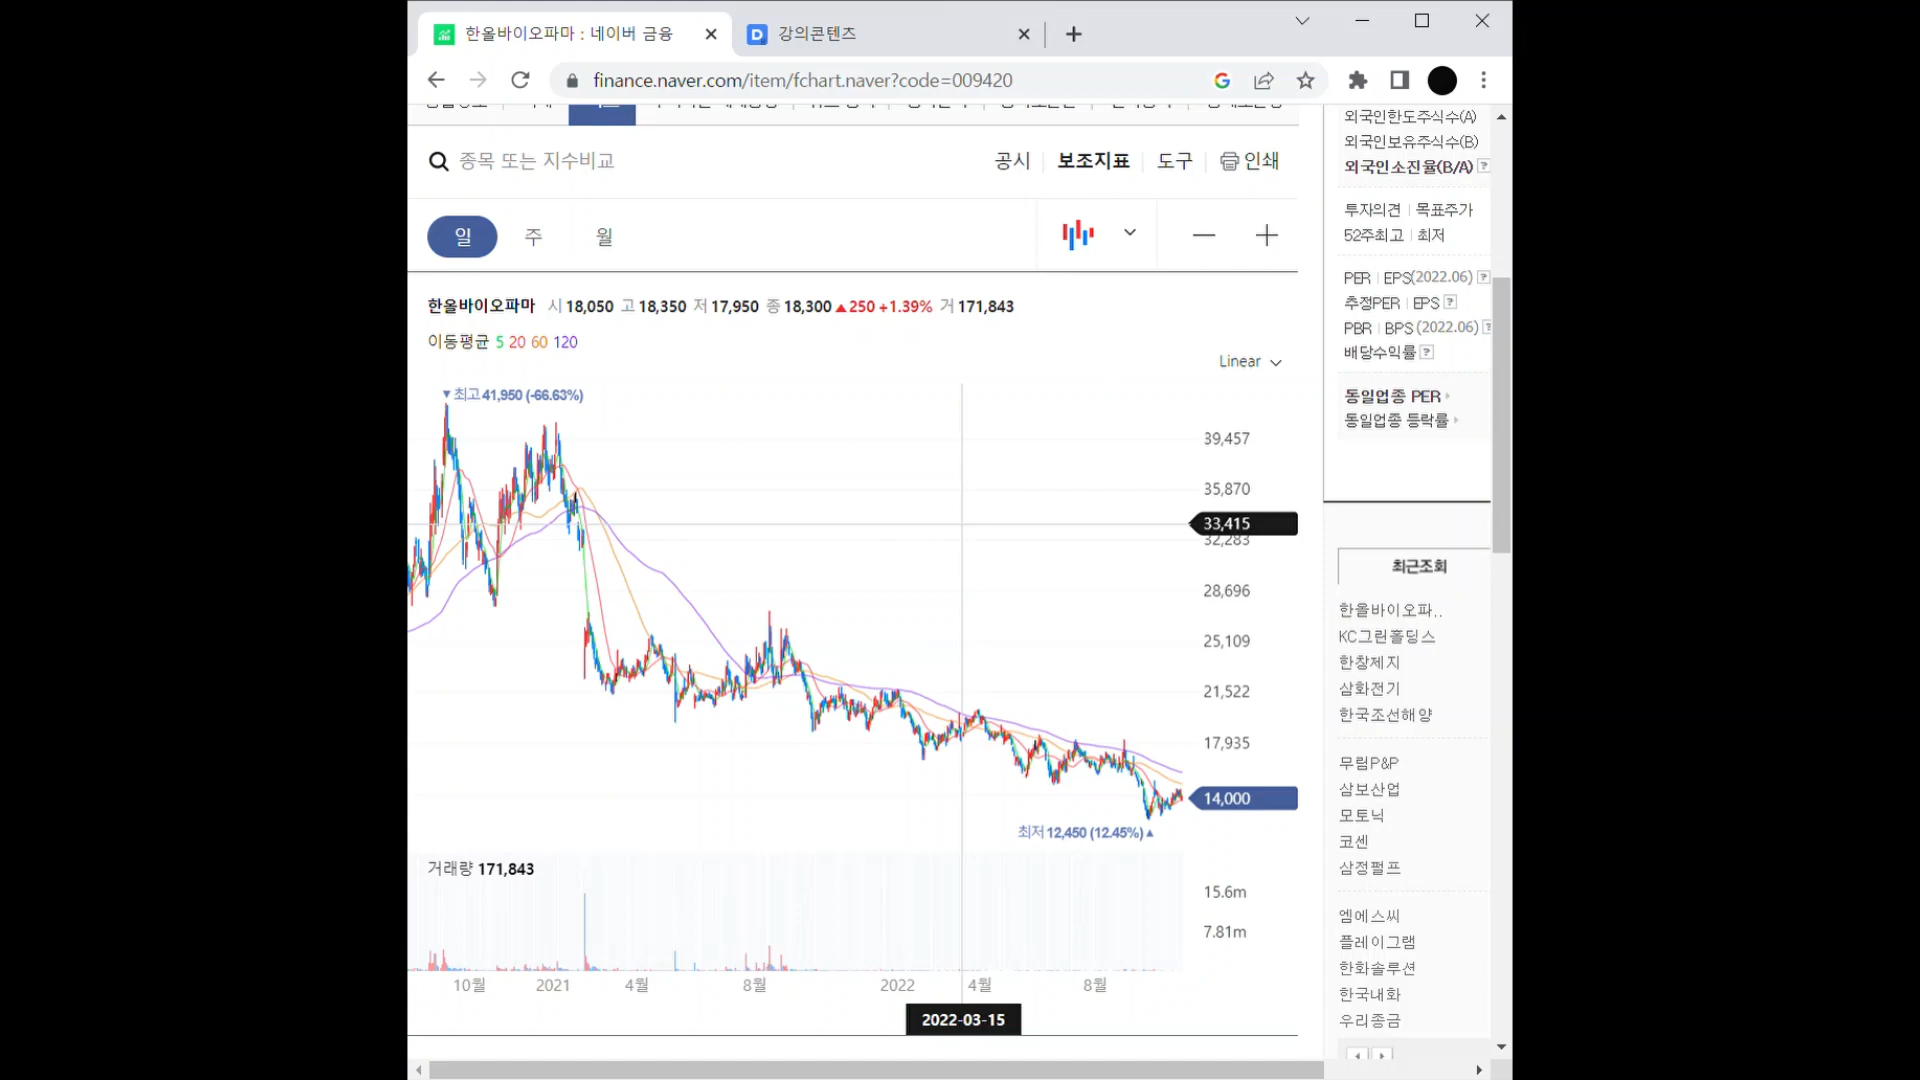 한올바이오파마 : 네이버 금융
강의콘텐츠
finance.naver.com/item/fchart.naver?code=009420
종목 또는 지수비교
공시 보조지표 도구 인쇄
일 주 월
한올바이오파마 시 18,050 고 18,350 저 17,950 종 18,300 ▲250 +1.39% 거 171,843
이동평균 5 20 60 120
Linear
▼최고 41,950 (-66.63%)
39,457
35,870
33,415
32,283
28,696
25,109
21,522
17,935
14,000
최저 12,450 (12.45%)▲
거래량 171,843
15.6m
7.81m
10월 2021 4월 8월 2022 4월 8월
2022-03-15
외국인한도주식수(A)
외국인보유주식수(B)
외국인소진율(B/A) ?
투자의견 | 목표주가
52주최고 | 최저
PER | EPS(2022.06) ?
추정PER | EPS ?
PBR | BPS (2022.06) ?
배당수익률 ?
동일업종 PER
동일업종 등락률
최근조회
한올바이오파..
KC그린홀딩스
한창제지
삼화전기
한국조선해양
무림P&P
삼보산업
모토닉
코센
삼정펄프
엠에스씨
플레이그램
한화솔루션
한국내화
우리종금